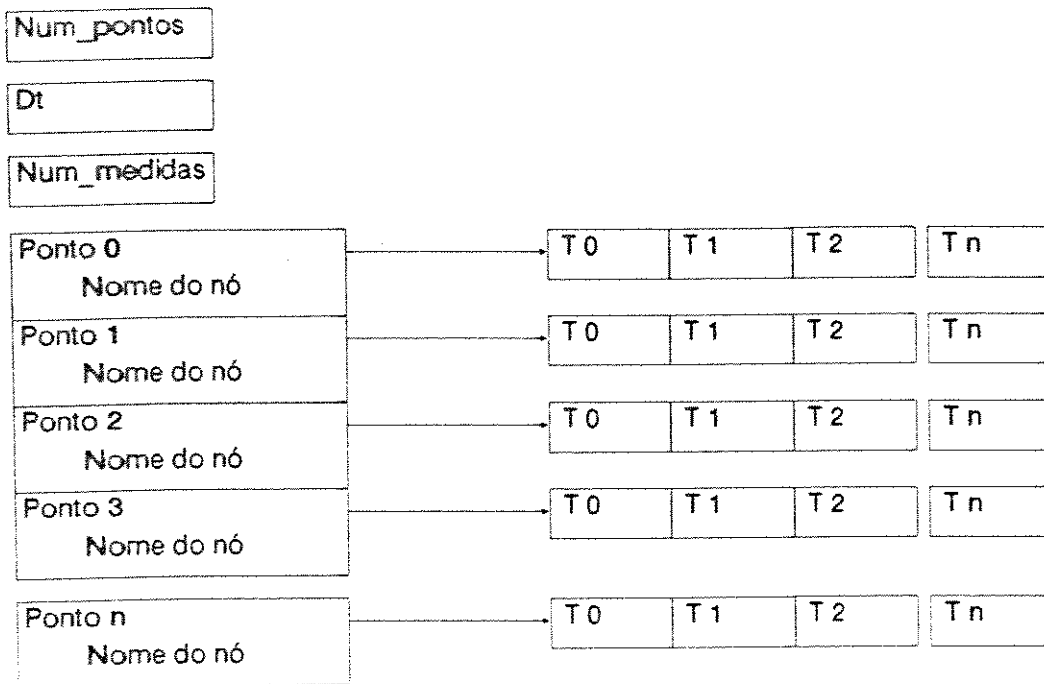 Num_pontos
Dt
Num_medidas
Ponto 0
Nome do nó
T 0 T 1 T 2 T n
Ponto 1
Nome do nó
T 0 T 1 T 2 T n
Ponto 2
Nome do nó
T 0 T 1 T 2 T n
Ponto 3
Nome do nó
T 0 T 1 T 2 T n
Ponto n
Nome do nó
T 0 T 1 T 2 T n